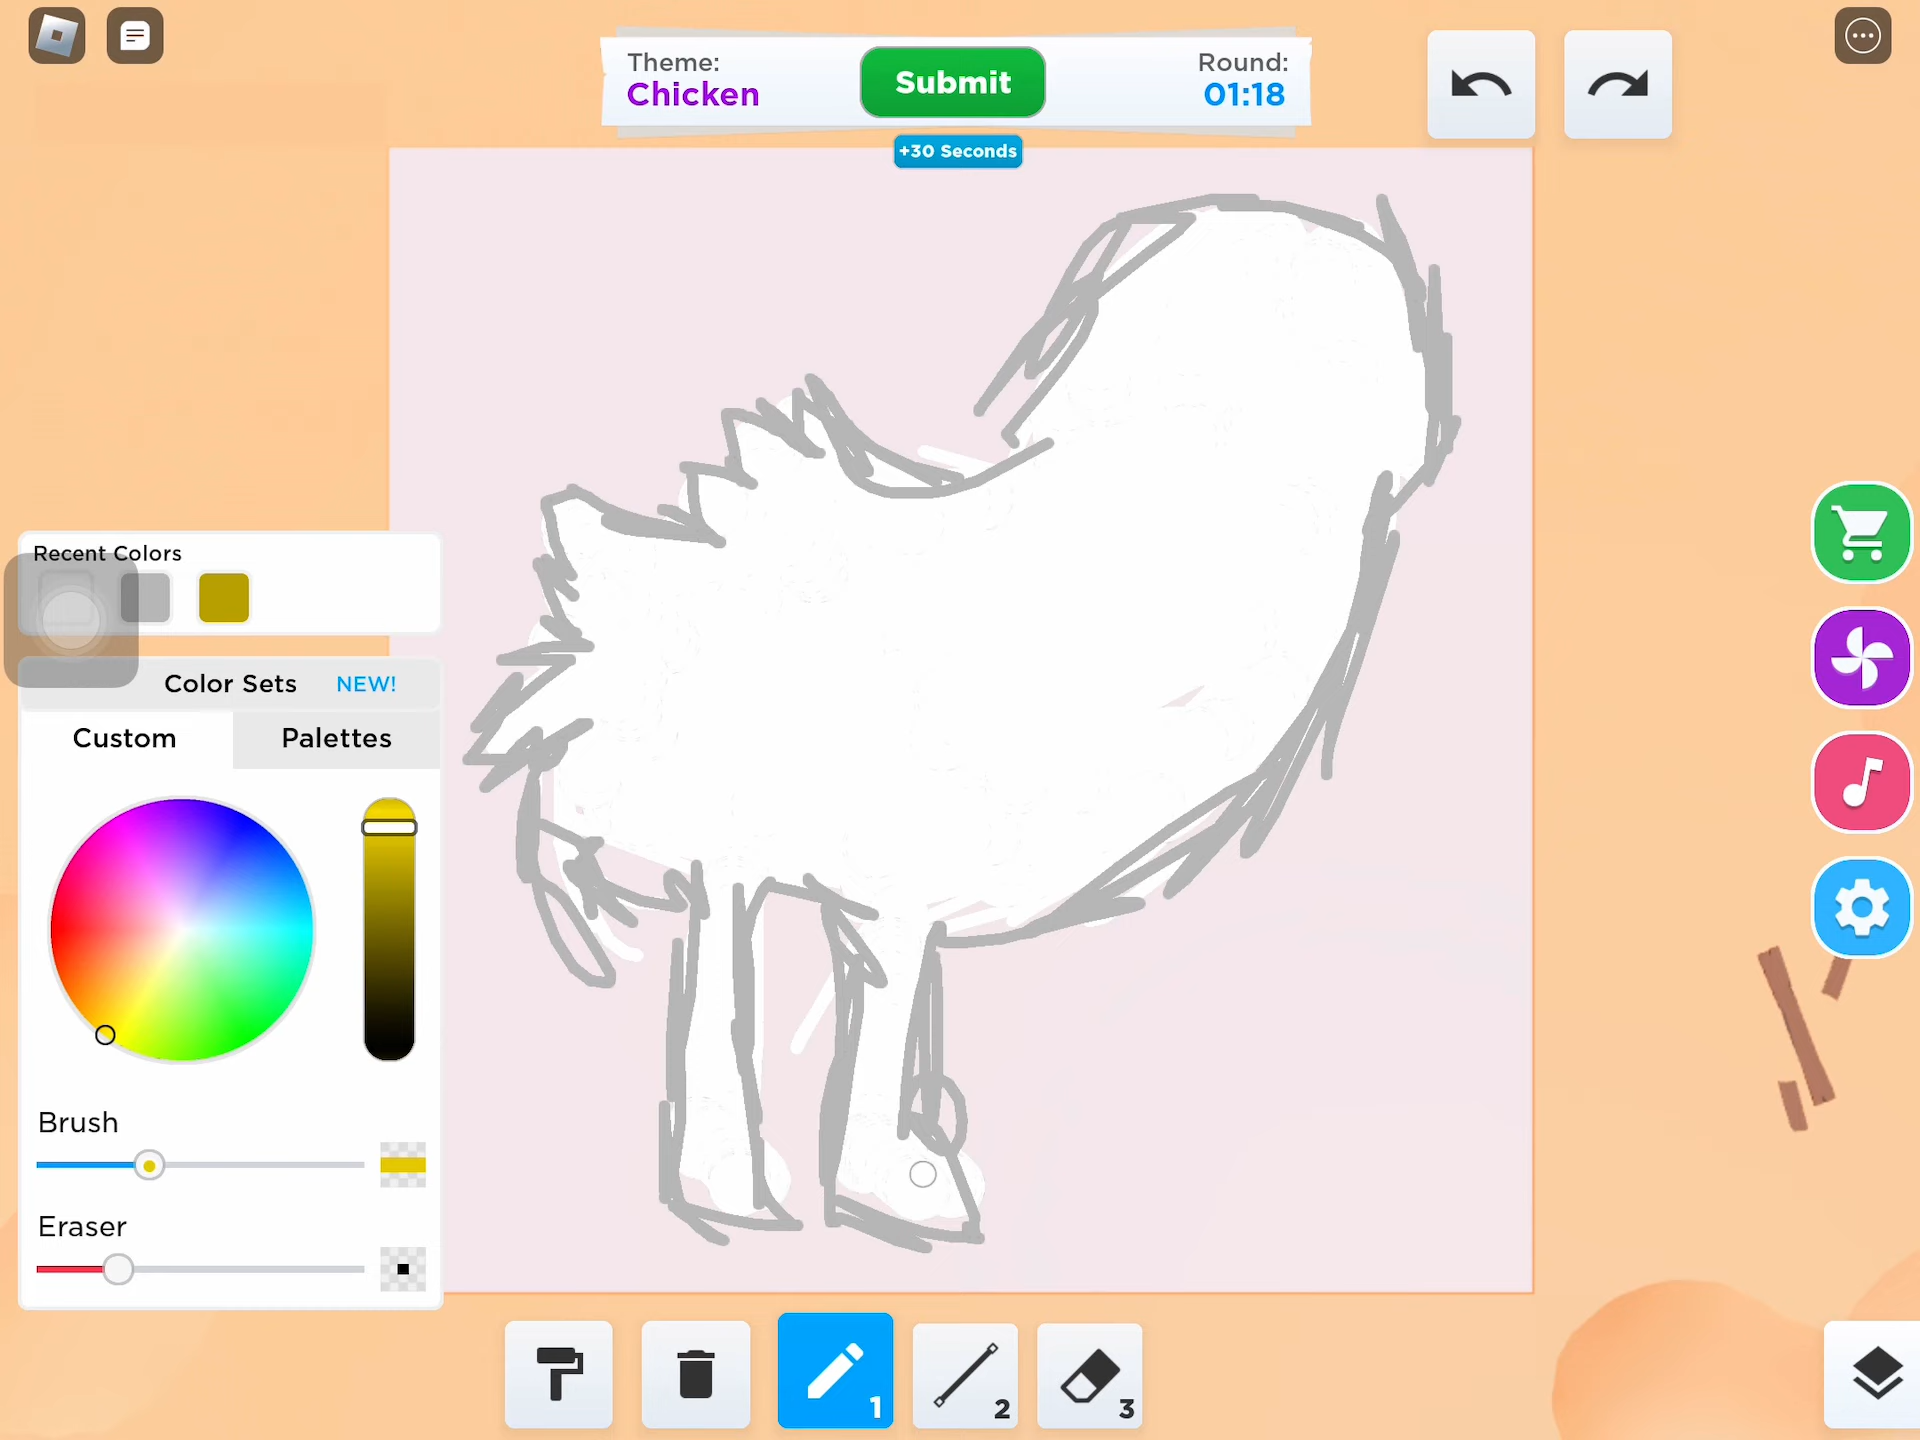 Theme:
Chicken
Submit
Round:
01:18
+30 Seconds
Recent Colors
Color Sets NEW!
Custom Palettes
Brush
Eraser
1 2 3